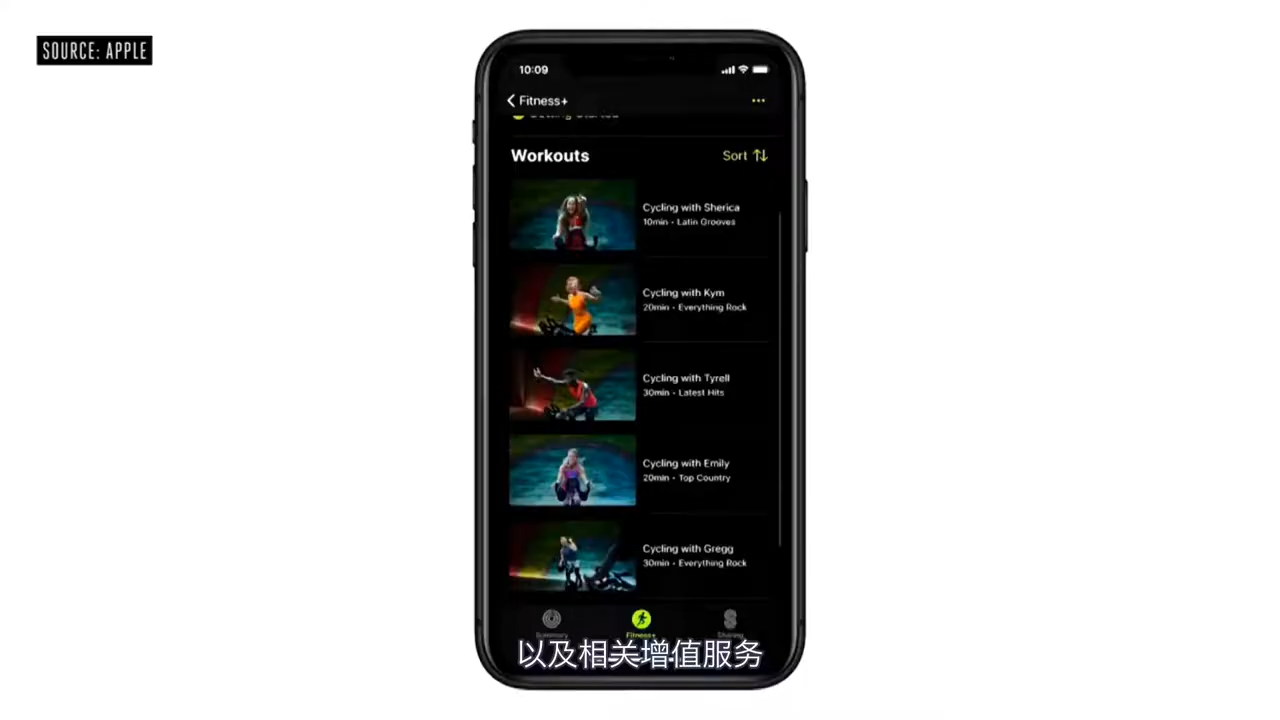 SOURCE: APPLE
10:09
Fitness+
Getting Started
Workouts
Sort
Cycling with Sherica
10min • Latin Grooves
Cycling with Kym
20min • Everything Rock
Cycling with Tyrell
30min • Latest Hits
Cycling with Emily
20min • Top Country
Cycling with Gregg
30min • Everything Rock
Summary
Fitness+
Sharing
以及相关增值服务